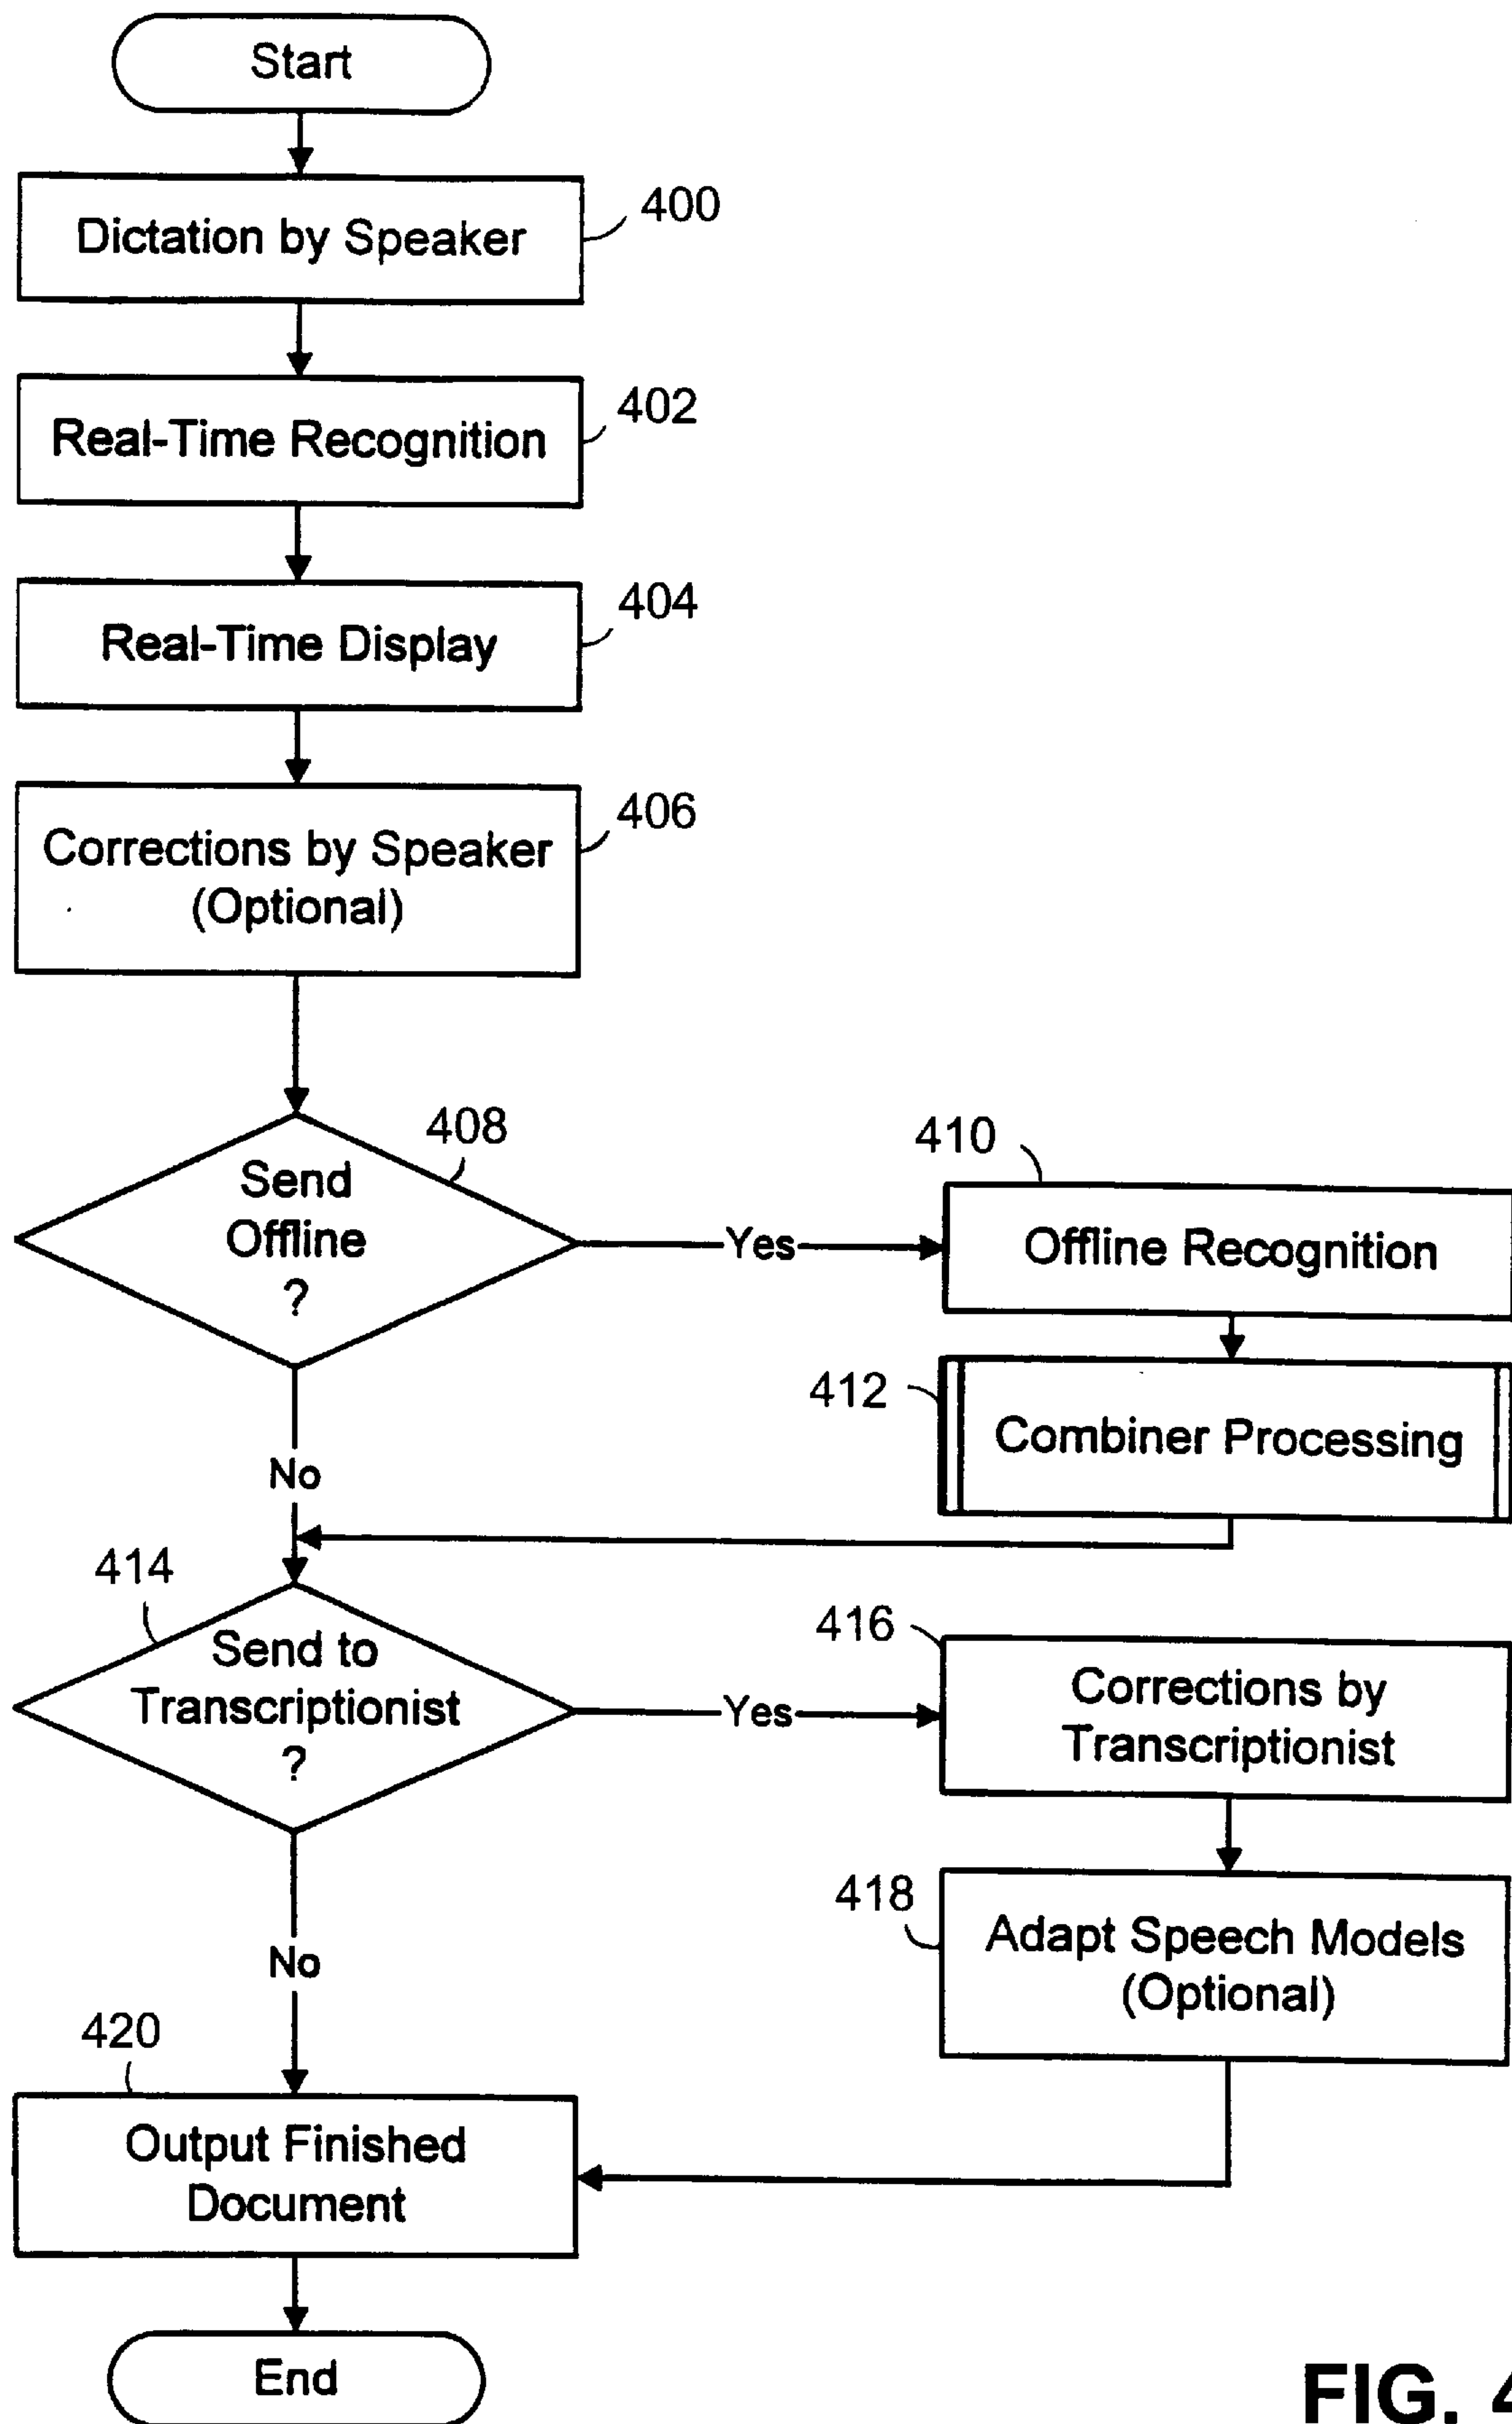 Start
Dictation by Speaker
400
Real-Time Recognition
402
Real-Time Display
404
Corrections by Speaker
(Optional)
406
Send
Offline
?
408
Yes
410
Offline Recognition
412
Combiner Processing
No
414
Send to
Transcriptionist
?
Yes
416
Corrections by
Transcriptionist
418
Adapt Speech Models
(Optional)
No
420
Output Finished
Document
End
FIG. 4